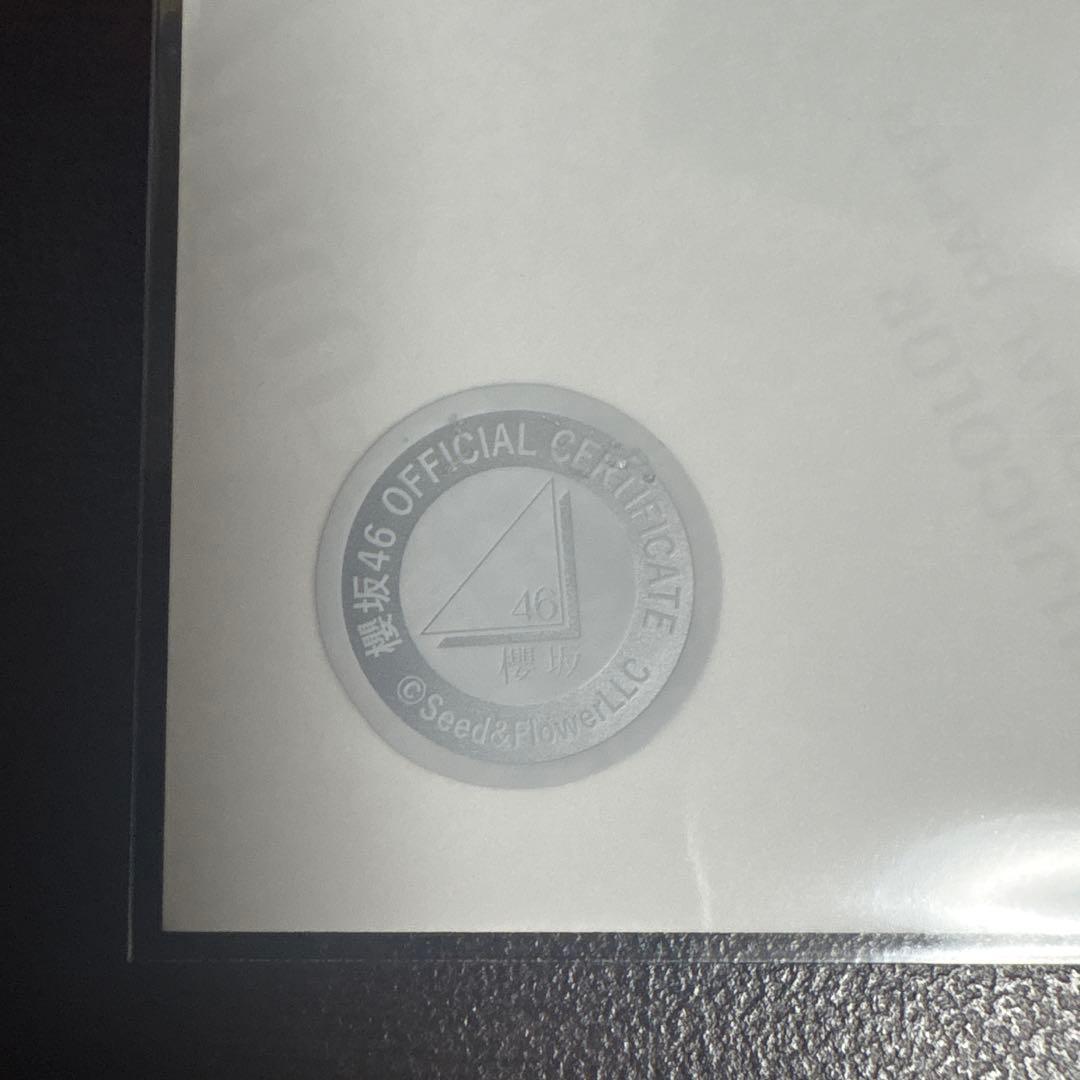 櫻坂46 OFFICIAL CERTIFICATE
46
櫻坂
©Seed&FlowerLLC